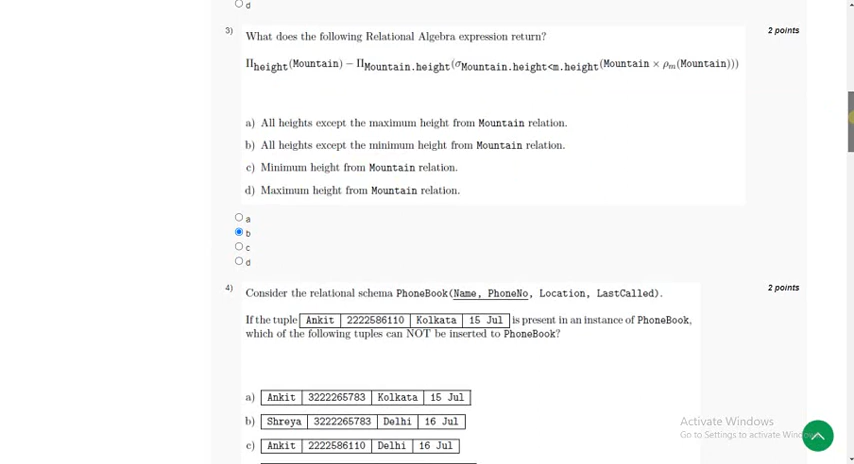 d
3) What does the following Relational Algebra expression return? 2 points
Πheight(Mountain) − ΠMountain.height(σMountain.height<m.height(Mountain × ρm(Mountain)))
a) All heights except the maximum height from Mountain relation.
b) All heights except the minimum height from Mountain relation.
c) Minimum height from Mountain relation.
d) Maximum height from Mountain relation.
a
b
c
d
4) Consider the relational schema PhoneBook(Name, PhoneNo, Location, LastCalled). 2 points
If the tuple Ankit 2222586110 Kolkata 15 Jul is present in an instance of PhoneBook,
which of the following tuples can NOT be inserted to PhoneBook?
a) Ankit 3222265783 Kolkata 15 Jul
b) Shreya 3222265783 Delhi 16 Jul
c) Ankit 2222586110 Delhi 16 Jul
Activate Windows
Go to Settings to activate